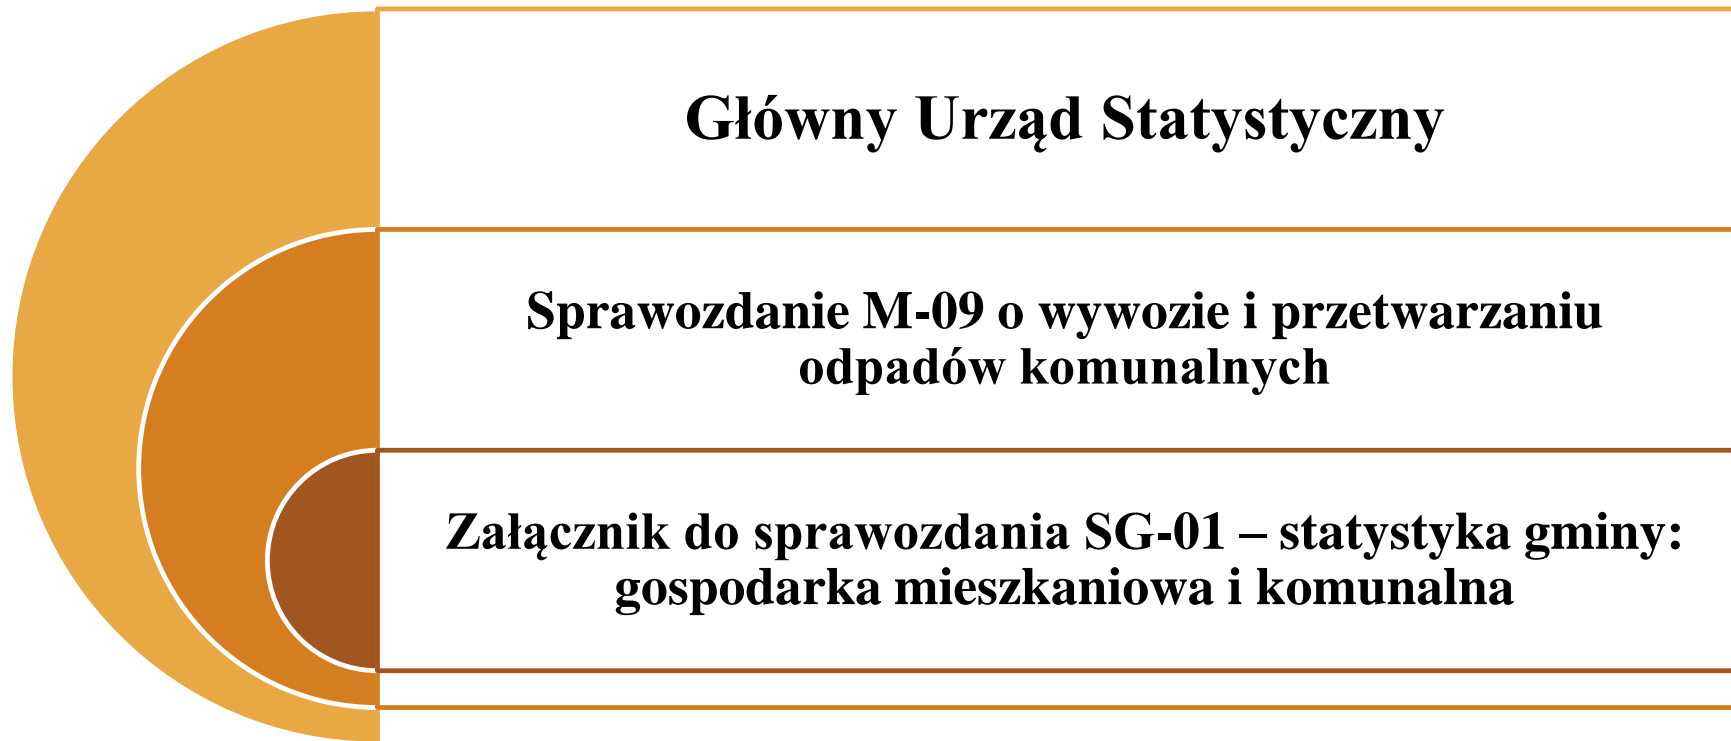 Główny Urząd Statystyczny
Sprawozdanie M-09 o wywozie i przetwarzaniu
odpadów komunalnych
Załącznik do sprawozdania SG-01 – statystyka gminy:
gospodarka mieszkaniowa i komunalna